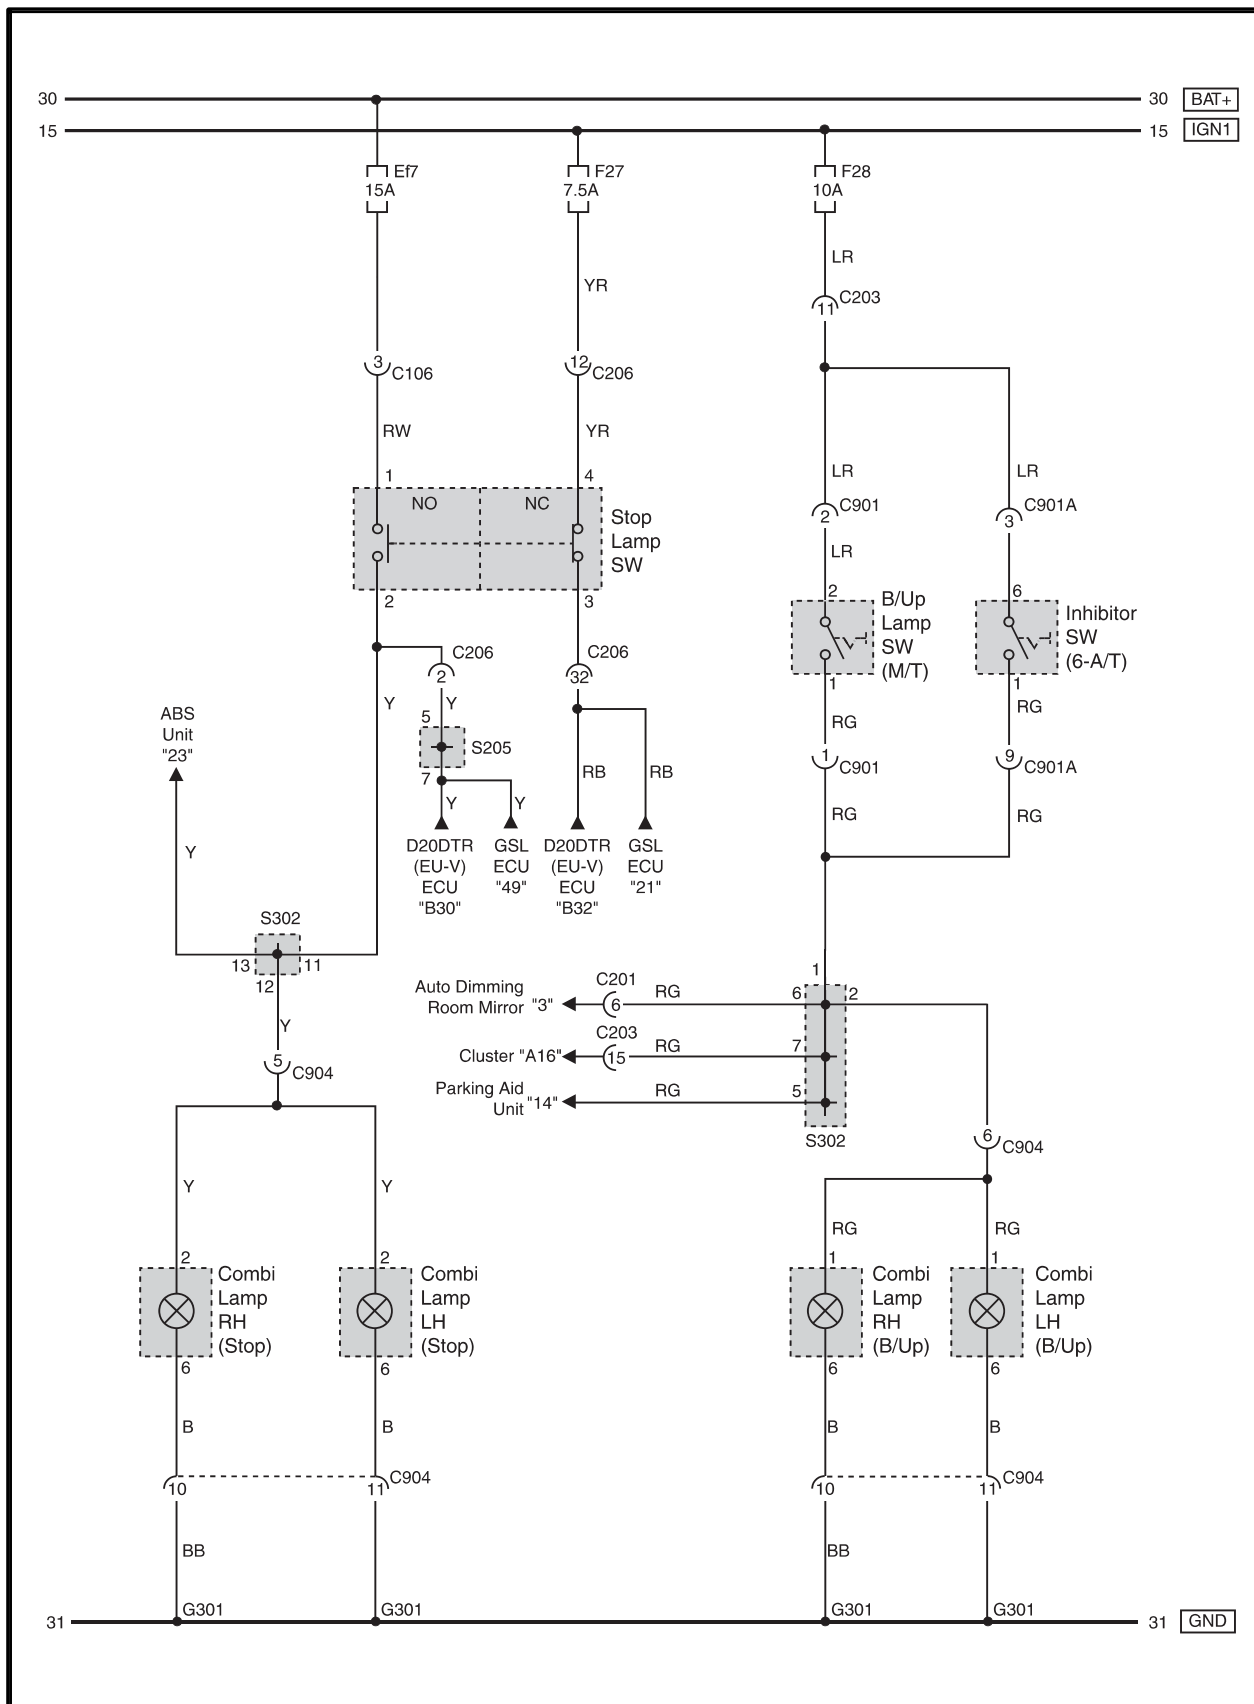 30
30
BAT+
15
15
IGN1
Ef7
15A
F27
7.5A
F28
10A
LR
YR
C203
11
3
C106
12
C206
RW
YR
1
4
NO
NC
Stop
Lamp
SW
2
3
LR
LR
C901
2
C901A
3
LR
2
B/Up
Lamp
SW
(M/T)
1
6
Inhibitor
SW
(6-A/T)
1
C206
2
C206
32
Y
Y
RG
RG
ABS
Unit
"23"
5
S205
7
1
C901
9
C901A
RB
RB
Y
Y
RG
RG
Y
D20DTR
(EU-V)
ECU
"B30"
GSL
ECU
"49"
D20DTR
(EU-V)
ECU
"B32"
GSL
ECU
"21"
S302
13
11
12
1
Auto Dimming
Room Mirror "3"
C201
6
RG
6
2
Y
Cluster "A16"
C203
15
RG
7
5
C904
Parking Aid
Unit "14"
RG
5
S302
6
C904
Y
Y
RG
RG
2
Combi
Lamp
RH
(Stop)
6
2
Combi
Lamp
LH
(Stop)
6
1
Combi
Lamp
RH
(B/Up)
6
1
Combi
Lamp
LH
(B/Up)
6
B
B
B
B
10
11
C904
10
11
C904
BB
BB
31
G301
G301
G301
G301
31
GND